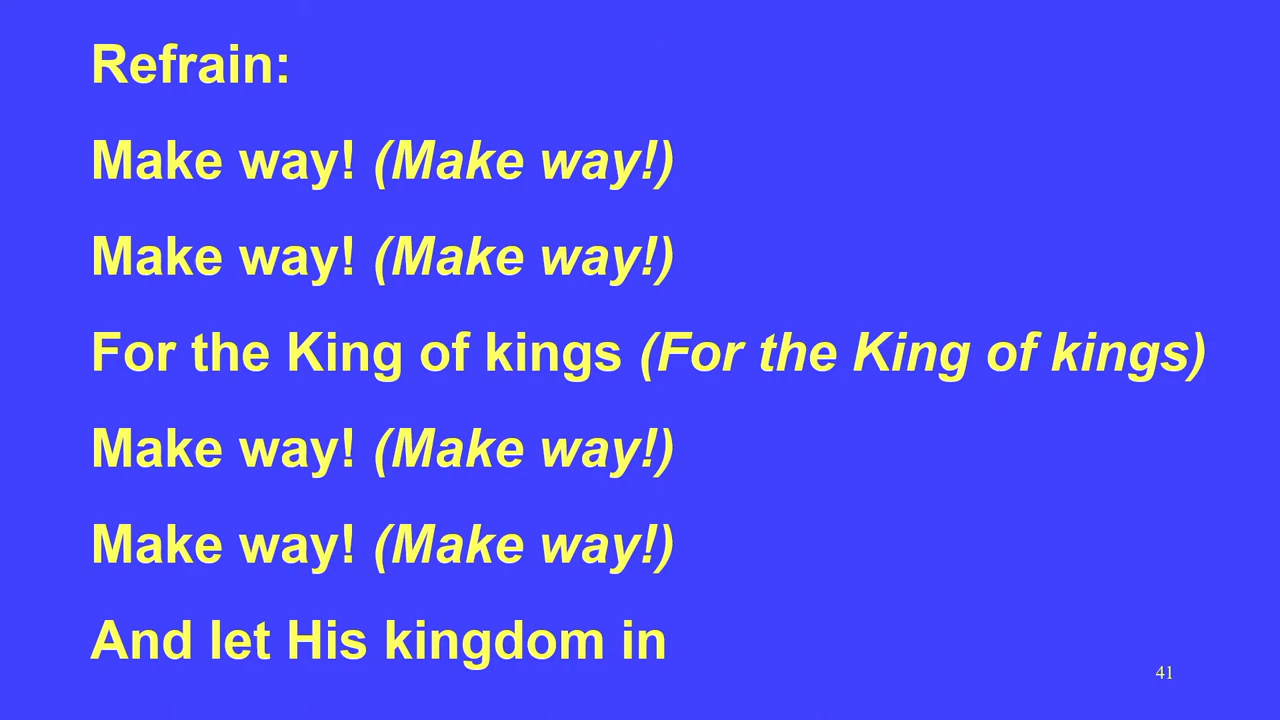 Refrain:
Make way! (Make way!)
Make way! (Make way!)
For the King of kings (For the King of kings)
Make way! (Make way!)
Make way! (Make way!)
And let His kingdom in
41